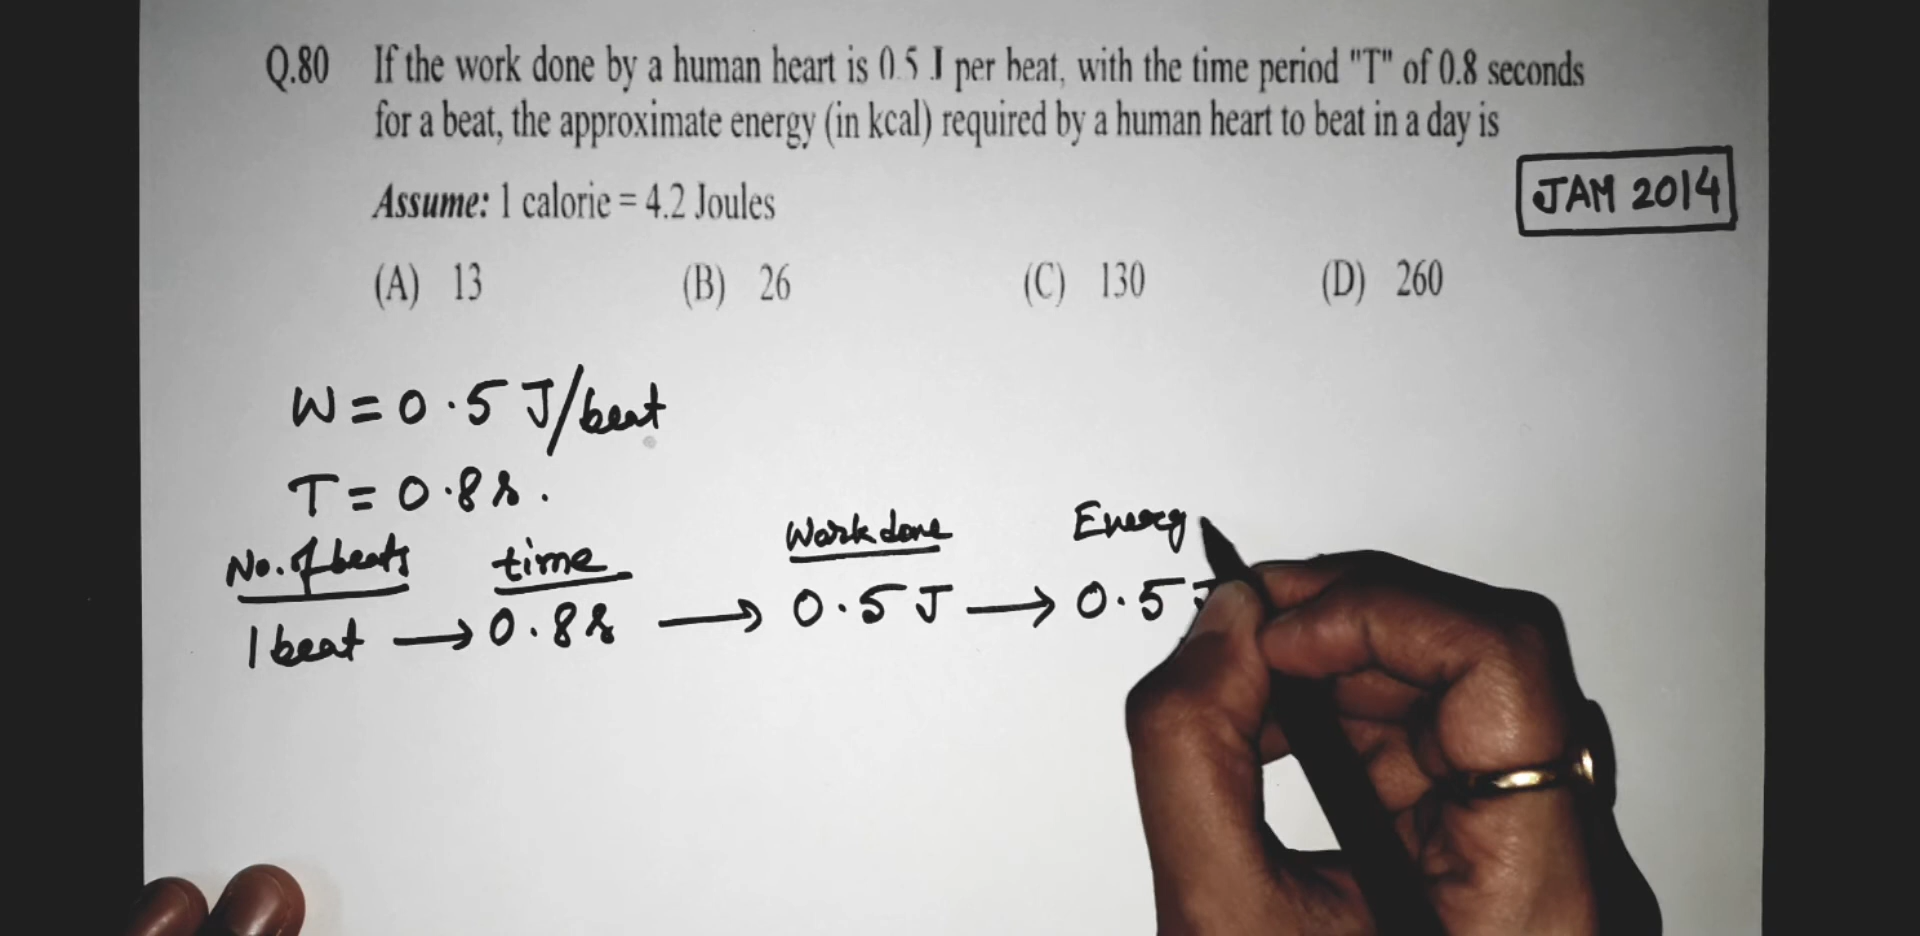 Q.80 If the work done by a human heart is 0.5 J per beat, with the time period "T" of 0.8 seconds
for a beat, the approximate energy (in kcal) required by a human heart to beat in a day is
JAM 2014
Assume: 1 calorie = 4.2 Joules
(A) 13 (B) 26 (C) 130 (D) 260
W = 0.5 J/beat
T = 0.8 s.
No. of beats time Work done Energy
1 beat → 0.8 s → 0.5 J → 0.5 J